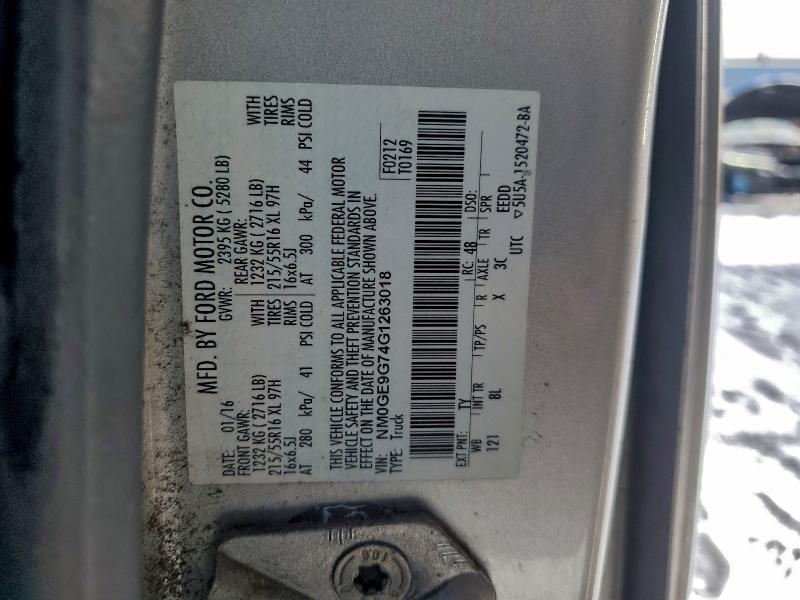 MFD. BY FORD MOTOR CO.
DATE: 01/16 GVWR: 2395 KG ( 5280 LB)
FRONT GAWR: REAR GAWR:
1232 KG ( 2716 LB) WITH 1232 KG ( 2716 LB) WITH
215/55R16 XL 97H TIRES 215/55R16 XL 97H TIRES
16x6.5J RIMS 16x6.5J RIMS
AT 280 kPa/ 41 PSI COLD AT 300 kPa/ 44 PSI COLD
THIS VEHICLE CONFORMS TO ALL APPLICABLE FEDERAL MOTOR
VEHICLE SAFETY AND THEFT PREVENTION STANDARDS IN
EFFECT ON THE DATE OF MANUFACTURE SHOWN ABOVE.
VIN: NM0GE9G74G1263018 F0212
TYPE: Truck T0169
EXT PNT: TY RC: 4B DSO:
WB INT TR TP/PS R AXLE TR SPR
121 8L X 3C EEDD
UTC ▽5U5A-1520472-BA